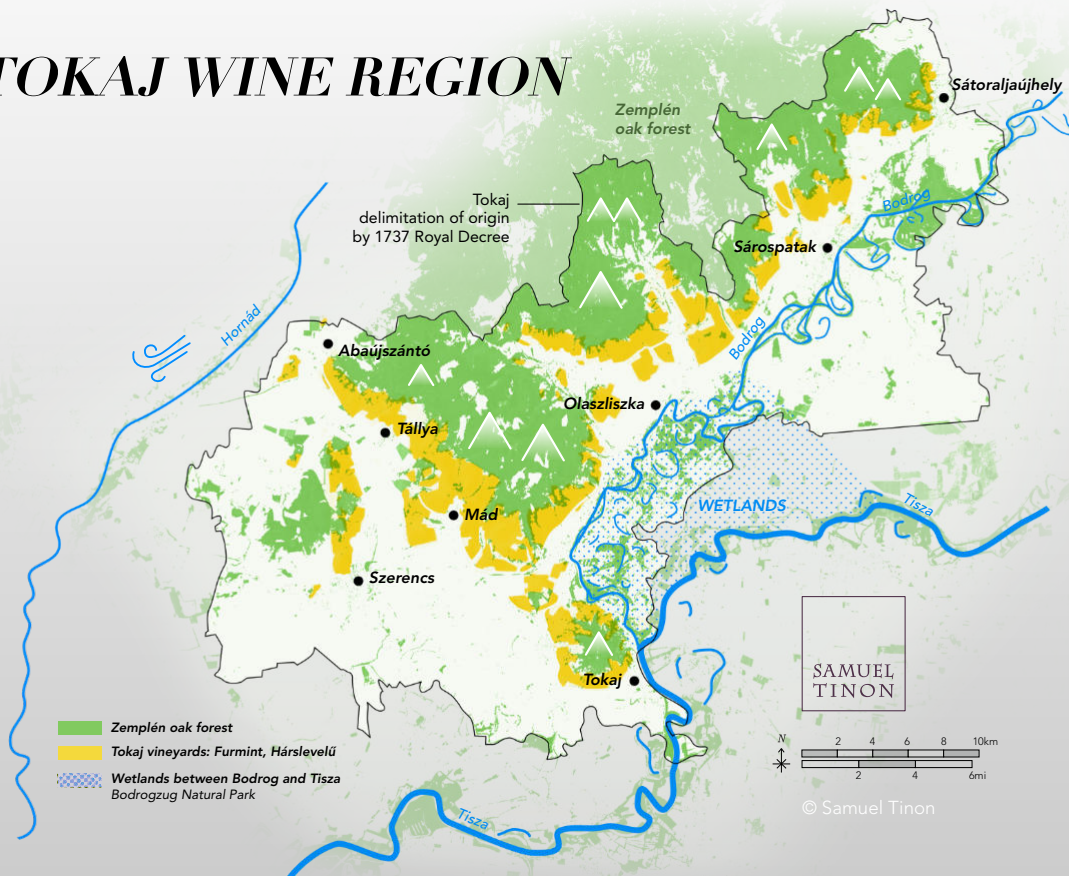 TOKAJ WINE REGION
Zemplén
oak forest
Sátoraljaújhely
Tokaj
delimitation of origin
by 1737 Royal Decree
Bodrog
Sárospatak
Hornád
Bodrog
Abaújszántó
Olaszliszka
Tállya
WETLANDS
Tisza
Mád
Szerencs
SAMUEL
TINON
Tokaj
Zemplén oak forest
Tokaj vineyards: Furmint, Hárslevelű
Wetlands between Bodrog and Tisza
Bodrogzug Natural Park
N
2 4 6 8 10km
2 4 6mi
© Samuel Tinon
Tisza